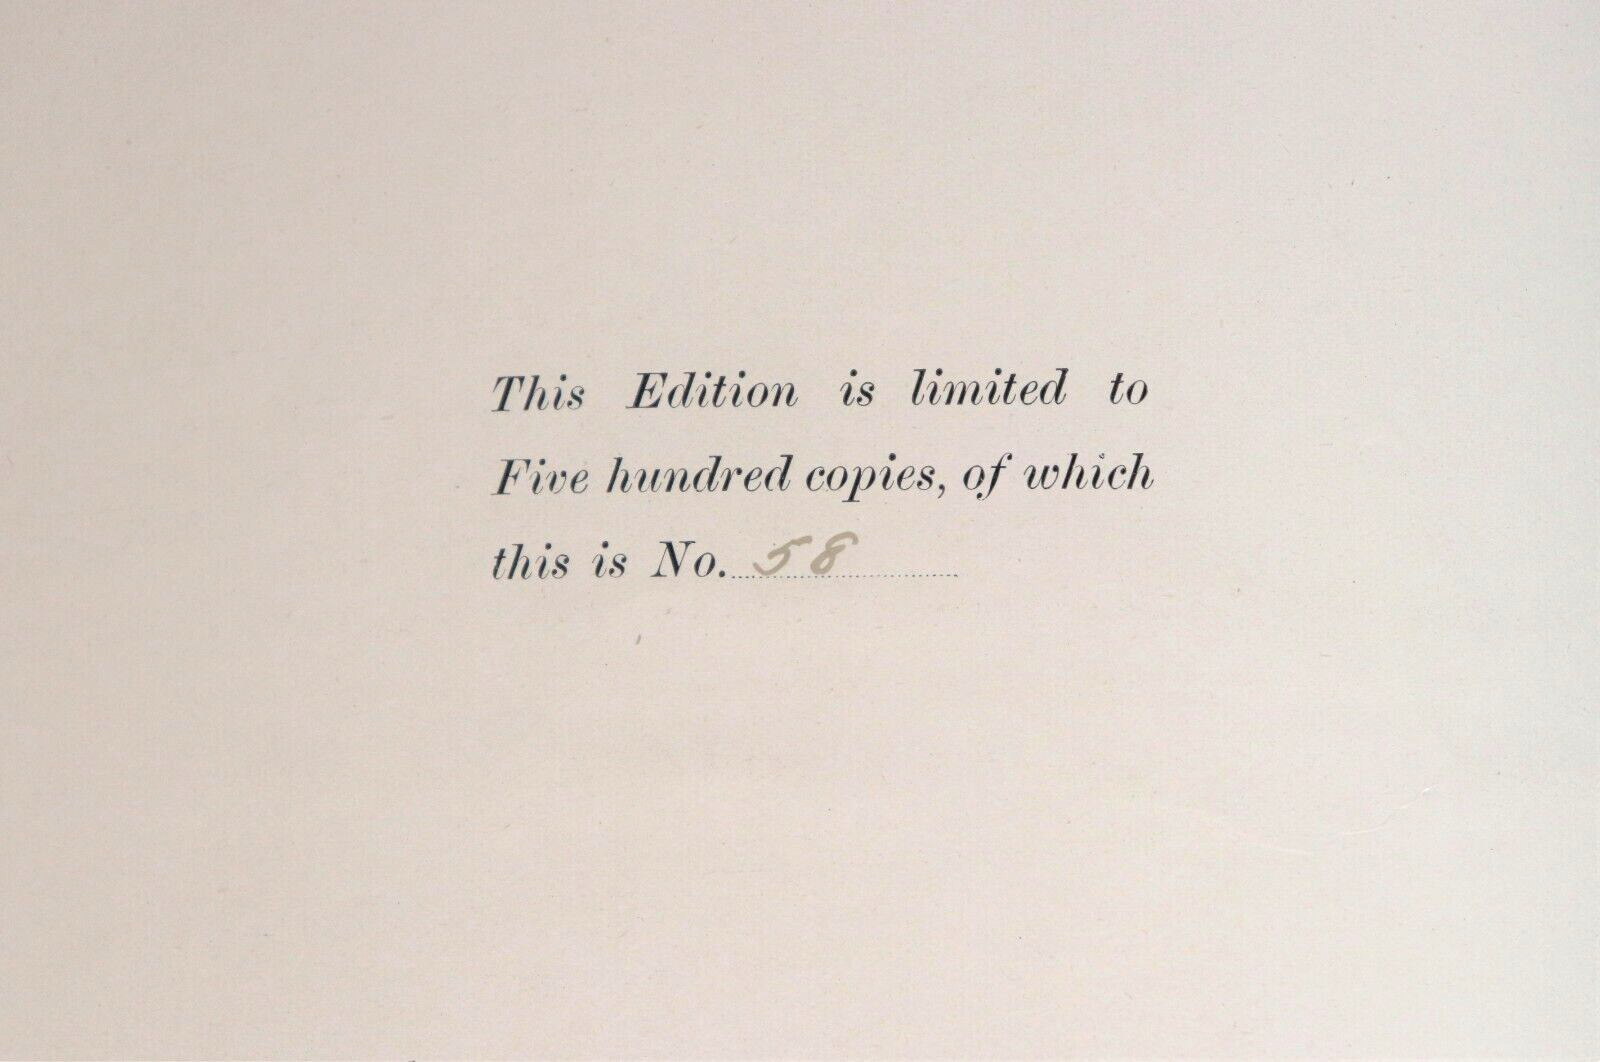 This Edition is limited to
Five hundred copies, of which
this is No. 58